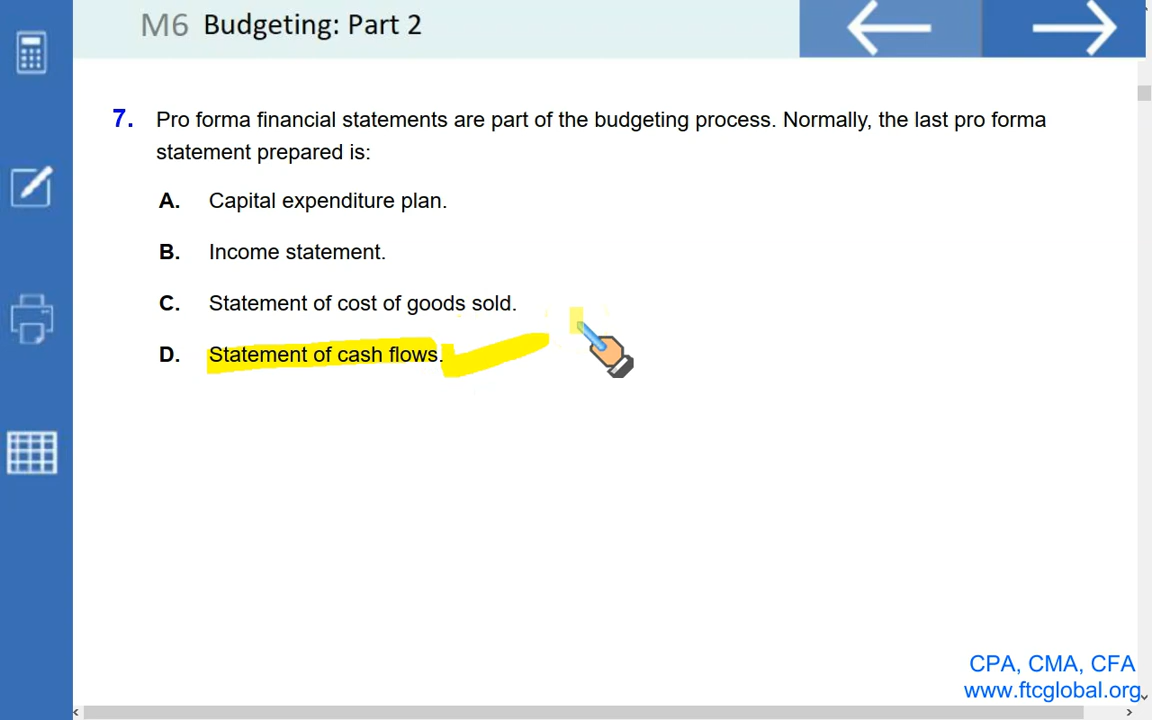 M6 Budgeting: Part 2
7. Pro forma financial statements are part of the budgeting process. Normally, the last pro forma
statement prepared is:
A. Capital expenditure plan.
B. Income statement.
C. Statement of cost of goods sold.
D. Statement of cash flows.
CPA, CMA, CFA
www.ftcglobal.org